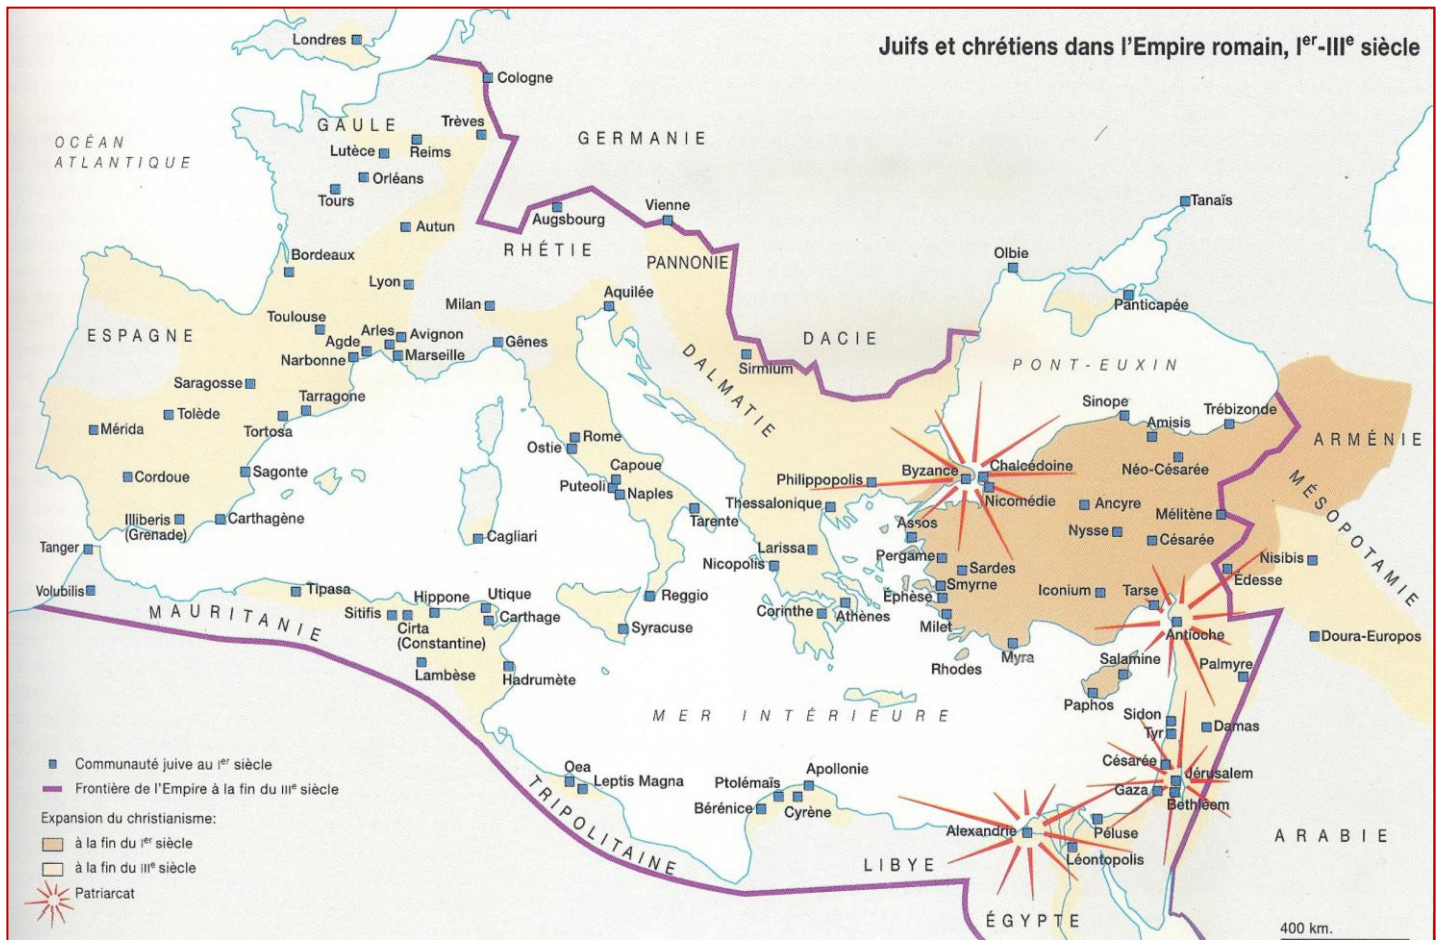 Juifs et chrétiens dans l'Empire romain, Ier-IIIe siècle
Londres
Cologne
OCÉAN
ATLANTIQUE
GAULE
Trèves
GERMANIE
Lutèce
Reims
Orléans
Tours
Autun
Augsbourg
Vienne
RHÉTIE
PANNONIE
Tanaïs
Olbie
Bordeaux
Lyon
Milan
Aquilée
Panticapée
ESPAGNE
Toulouse
Arles
Avignon
Agde
Gênes
Narbonne
Marseille
DACIE
Sirmium
DALMATIE
PONT-EUXIN
Saragosse
Tarragone
Tolède
Mérida
Tortosa
Sinope
Amisis
Trébizonde
ARMÉNIE
MÉSOPOTAMIE
Rome
Ostie
Cordoue
Sagonte
Capoue
Puteoli
Naples
Philippopolis
Byzance
Chalcédoine
Nicomédie
Néo-Césarée
Illiberis
(Grenade)
Carthagène
Cagliari
Tarente
Thessalonique
Assos
Ancyre
Nysse
Mélitène
Césarée
Tanger
Volubilis
Larissa
Nicopolis
Pergame
Sardes
Smyrne
Éphèse
Iconium
Tarse
Édesse
Nisibis
MAURITANIE
Tipasa
Sitifis
Hippone
Utique
Cirta
(Constantine)
Carthage
Reggio
Syracuse
Corinthe
Athènes
Milet
Antioche
Doura-Europos
Lambèse
Hadrumète
Rhodes
Myra
Salamine
Palmyre
Paphos
MER INTÉRIEURE
Sidon
Tyr
Damas
Césarée
Jérusalem
Gaza
Bethléem
Oea
Leptis Magna
Ptolémaïs
Apollonie
Bérénice
Cyrène
TRIPOLITAINE
Alexandrie
Péluse
Léontopolis
LIBYE
ÉGYPTE
ARABIE
Communauté juive au Ier siècle
Frontière de l'Empire à la fin du IIIe siècle
Expansion du christianisme:
à la fin du Ier siècle
à la fin du IIIe siècle
Patriarcat
400 km.